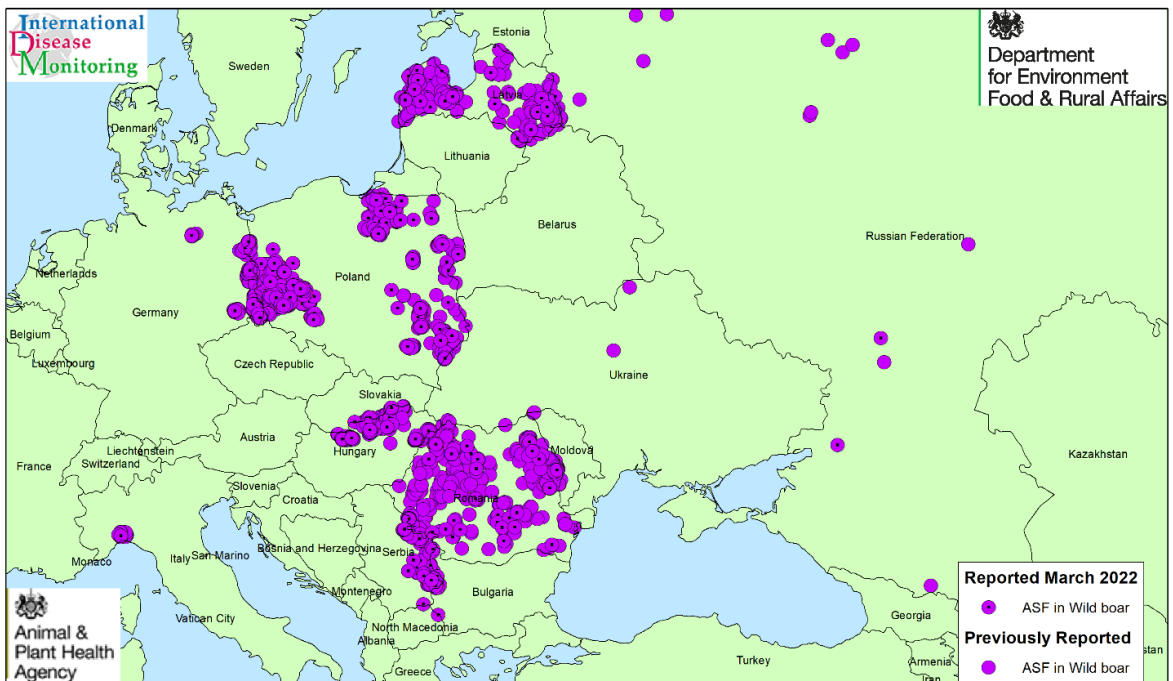 International
Disease
Monitoring
Department
for Environment
Food & Rural Affairs
Estonia
Sweden
Latvia
Denmark
Lithuania
Belarus
Russian Federation
Netherlands
Poland
Germany
Belgium
Luxembourg
Czech Republic
Ukraine
Slovakia
Austria
Liechtenstein
Hungary
Moldova
Kazakhstan
France
Switzerland
Slovenia
Croatia
Romania
Bosnia and Herzegovina
Serbia
Italy
San Marino
Monaco
Montenegro
Bulgaria
Georgia
Vatican City
North Macedonia
Albania
Turkey
Armenia
Greece
Iran
stan
Animal &
Plant Health
Agency
Reported March 2022
ASF in Wild boar
Previously Reported
ASF in Wild boar